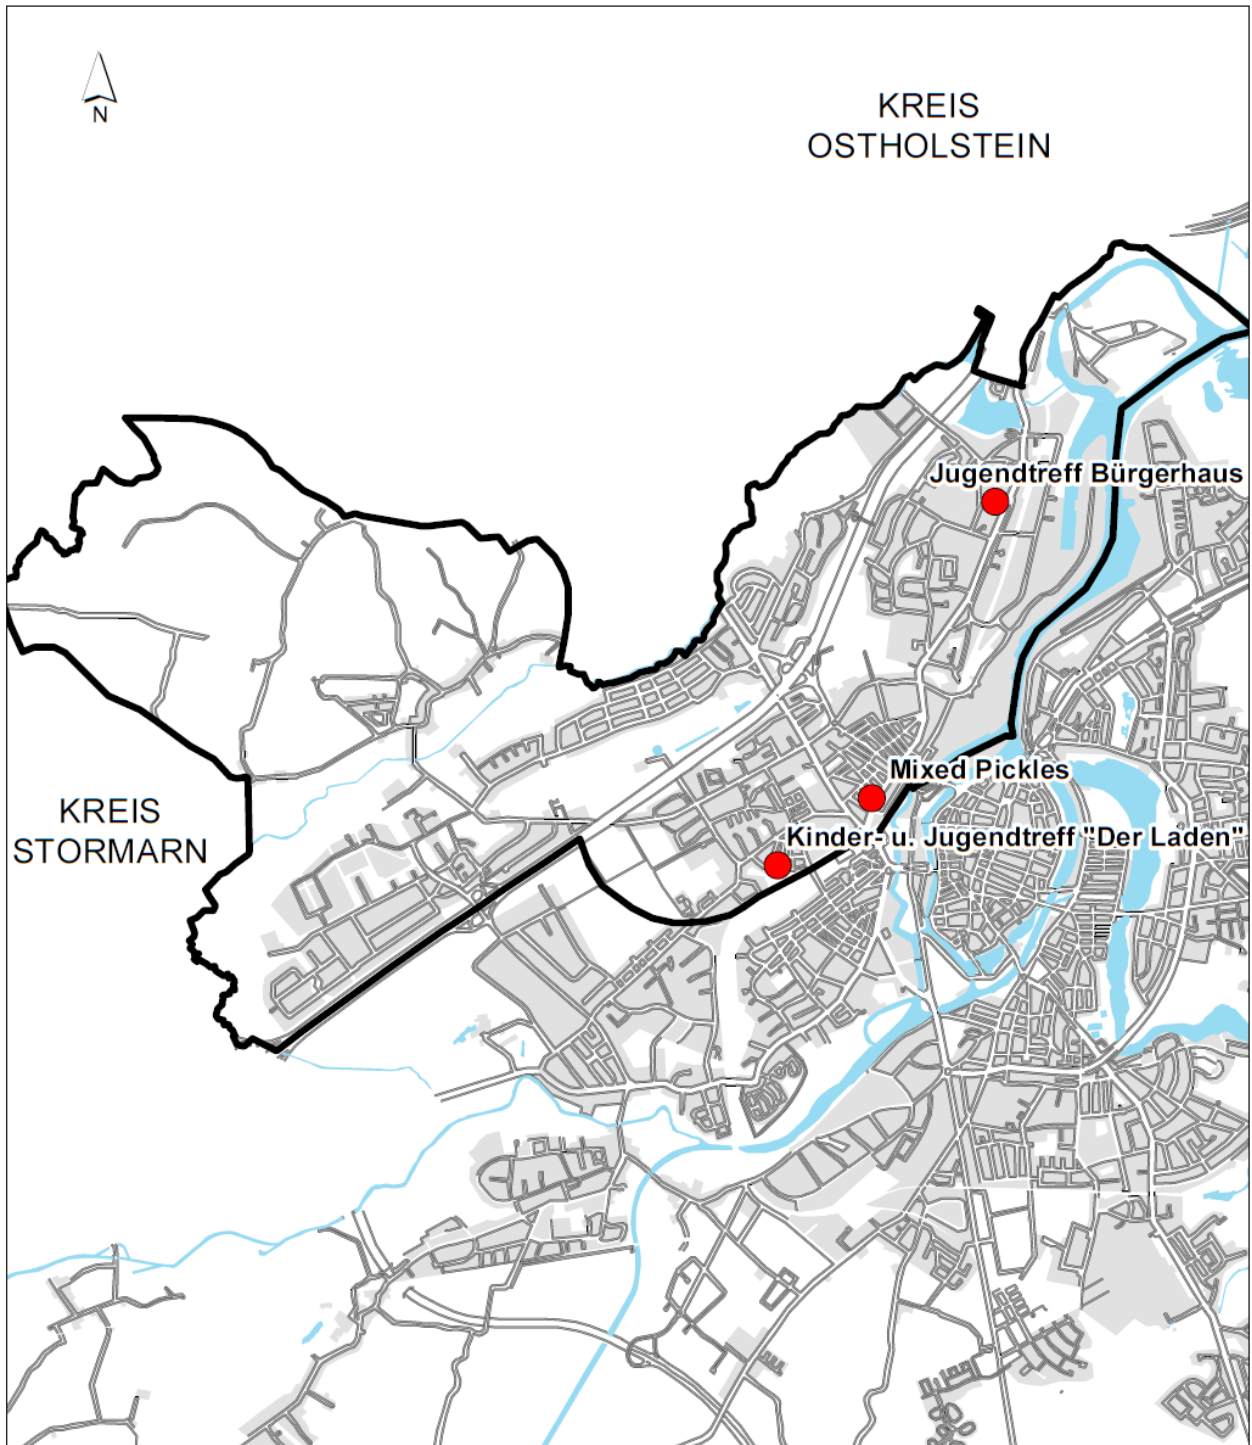 N
KREIS
OSTHOLSTEIN
Jugendtreff Bürgerhaus
Mixed Pickles
KREIS
STORMARN
Kinder- u. Jugendtreff "Der Laden"